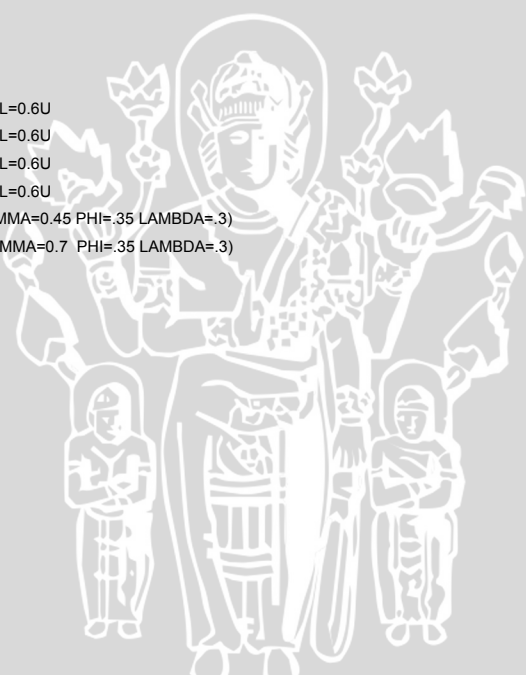 L=0.6U
L=0.6U
L=0.6U
L=0.6U
MMA=0.45 PHI=.35 LAMBDA=.3)
MMA=0.7 PHI=.35 LAMBDA=.3)